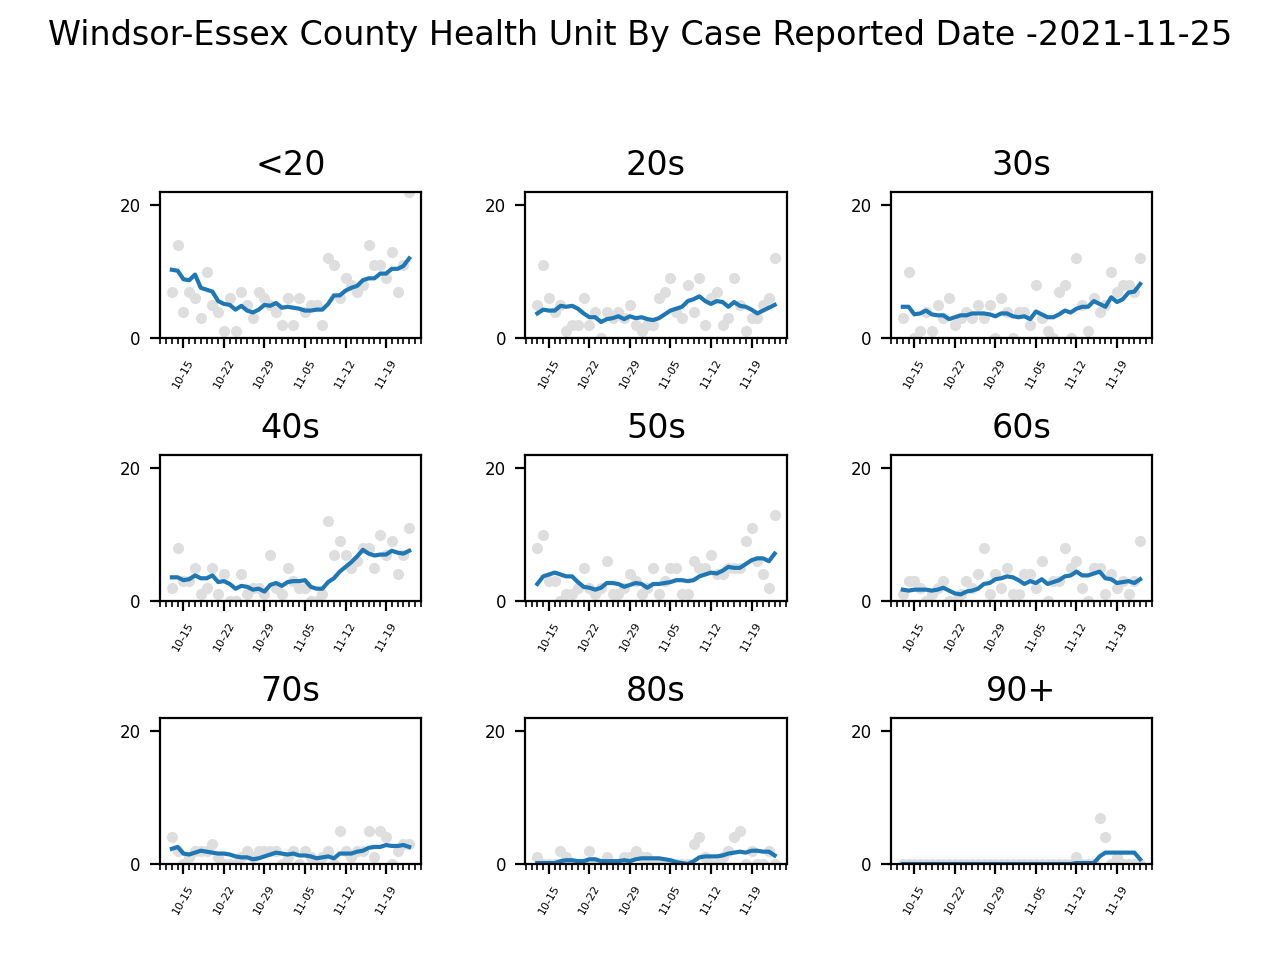 Windsor-Essex County Health Unit By Case Reported Date -2021-11-25
<20 20s 30s
20 20 20
0 0 0
10-15 10-22 10-29 11-05 11-12 11-19 10-15 10-22 10-29 11-05 11-12 11-19 10-15 10-22 10-29 11-05 11-12 11-19
40s 50s 60s
20 20 20
0 0 0
10-15 10-22 10-29 11-05 11-12 11-19 10-15 10-22 10-29 11-05 11-12 11-19 10-15 10-22 10-29 11-05 11-12 11-19
70s 80s 90+
20 20 20
0 0 0
10-15 10-22 10-29 11-05 11-12 11-19 10-15 10-22 10-29 11-05 11-12 11-19 10-15 10-22 10-29 11-05 11-12 11-19